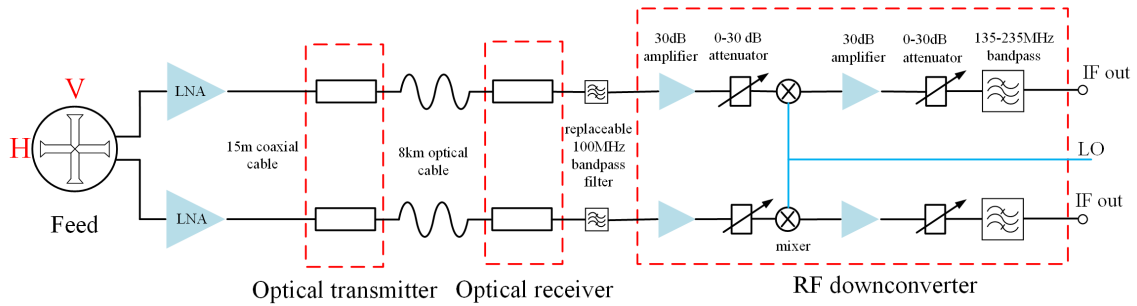 30dB
amplifier
0-30 dB
attenuator
30dB
amplifier
0-30dB
attenuator
135-235MHz
bandpass
IF out
V
LNA
H
15m coaxial
cable
8km optical
cable
replaceable
100MHz
bandpass
filter
LO
LNA
Feed
mixer
IF out
Optical transmitter
Optical receiver
RF downconverter